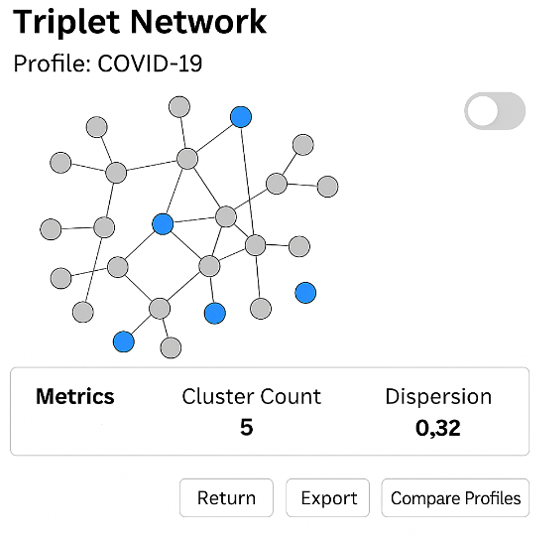 Triplet Network
Profile: COVID-19
Metrics
Cluster Count
Dispersion
5
0,32
Return
Export
Compare Profiles